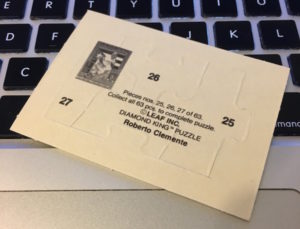 E
R
T
Y
U
D
F
G
H
J
K
L
C
26
Pieces nos. 25, 26, 27 of 63.
Collect all 63 pcs. to complete puzzle.
©LEAF INC.
DIAMOND KING™ PUZZLE
Roberto Clemente
27
25
command